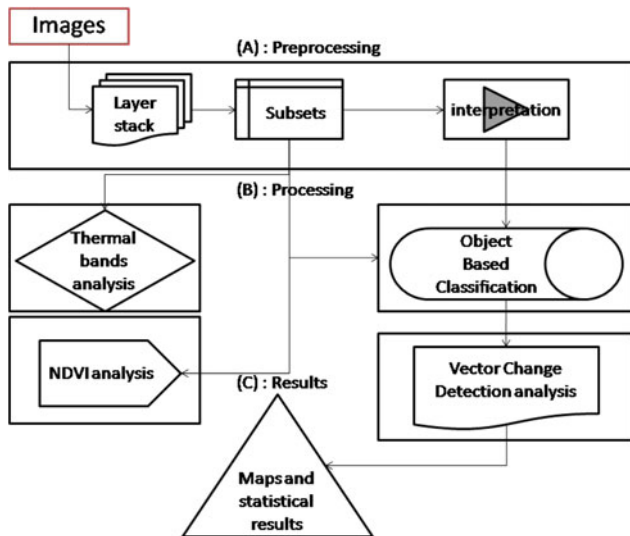 Images
(A) : Preprocessing
Layer
stack
Subsets
interpretation
(B) : Processing
Thermal
bands
analysis
Object
Based
Classification
NDVI analysis
Vector Change
Detection analysis
(C) : Results
Maps and
statistical
results